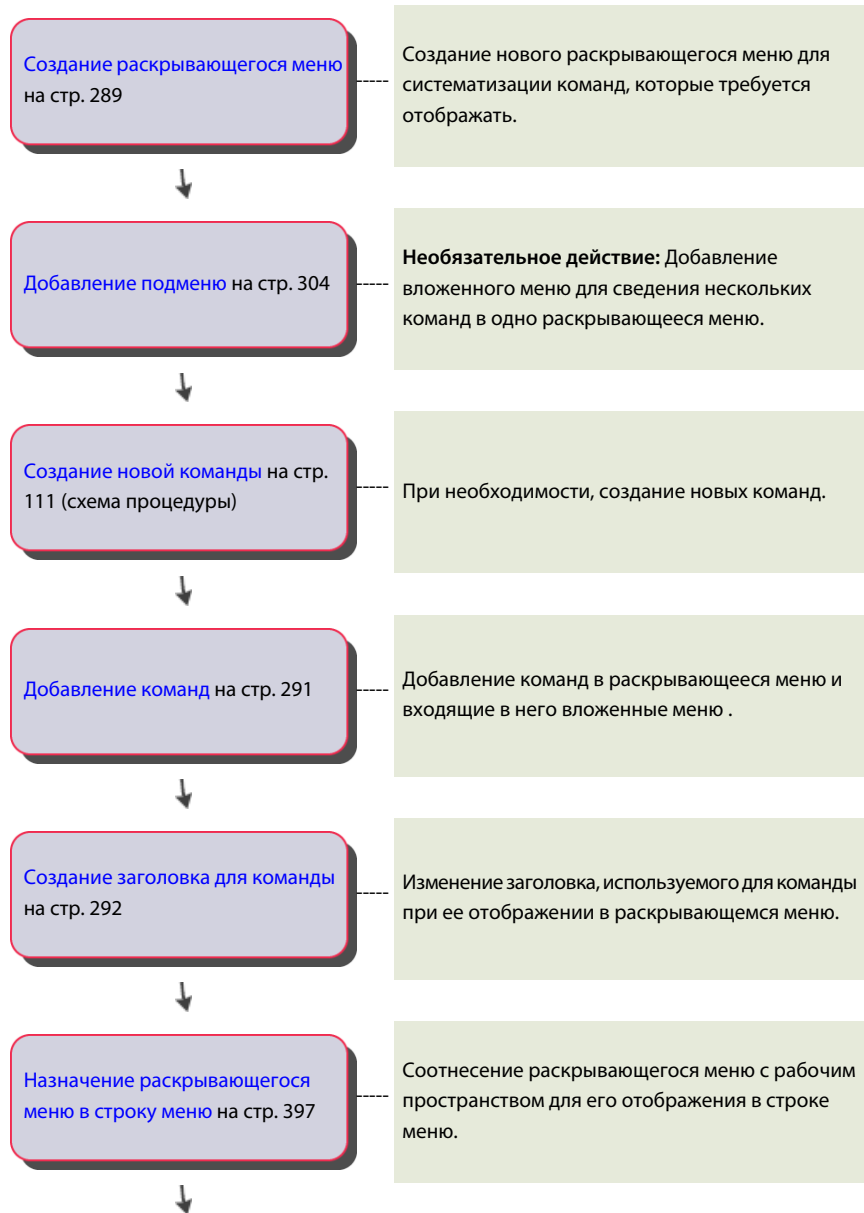 Создание раскрывающегося меню
на стр. 289
Создание нового раскрывающегося меню для
систематизации команд, которые требуется
отображать.
Добавление подменю на стр. 304
Необязательное действие: Добавление
вложенного меню для сведения нескольких
команд в одно раскрывающееся меню.
Создание новой команды на стр.
111 (схема процедуры)
При необходимости, создание новых команд.
Добавление команд на стр. 291
Добавление команд в раскрывающееся меню и
входящие в него вложенные меню .
Создание заголовка для команды
на стр. 292
Изменение заголовка, используемого для команды
при ее отображении в раскрывающемся меню.
Назначение раскрывающегося
меню в строку меню на стр. 397
Соотнесение раскрывающегося меню с рабочим
пространством для его отображения в строке
меню.